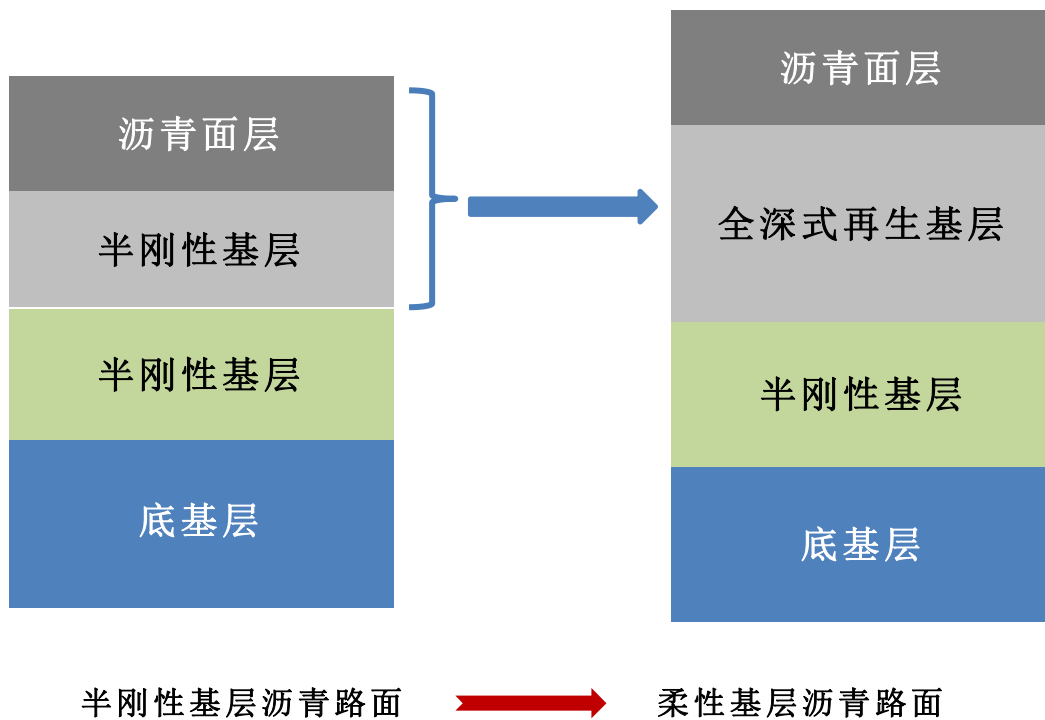 沥青面层
半刚性基层
半刚性基层
底基层
沥青面层
全深式再生基层
半刚性基层
底基层
半刚性基层沥青路面
柔性基层沥青路面